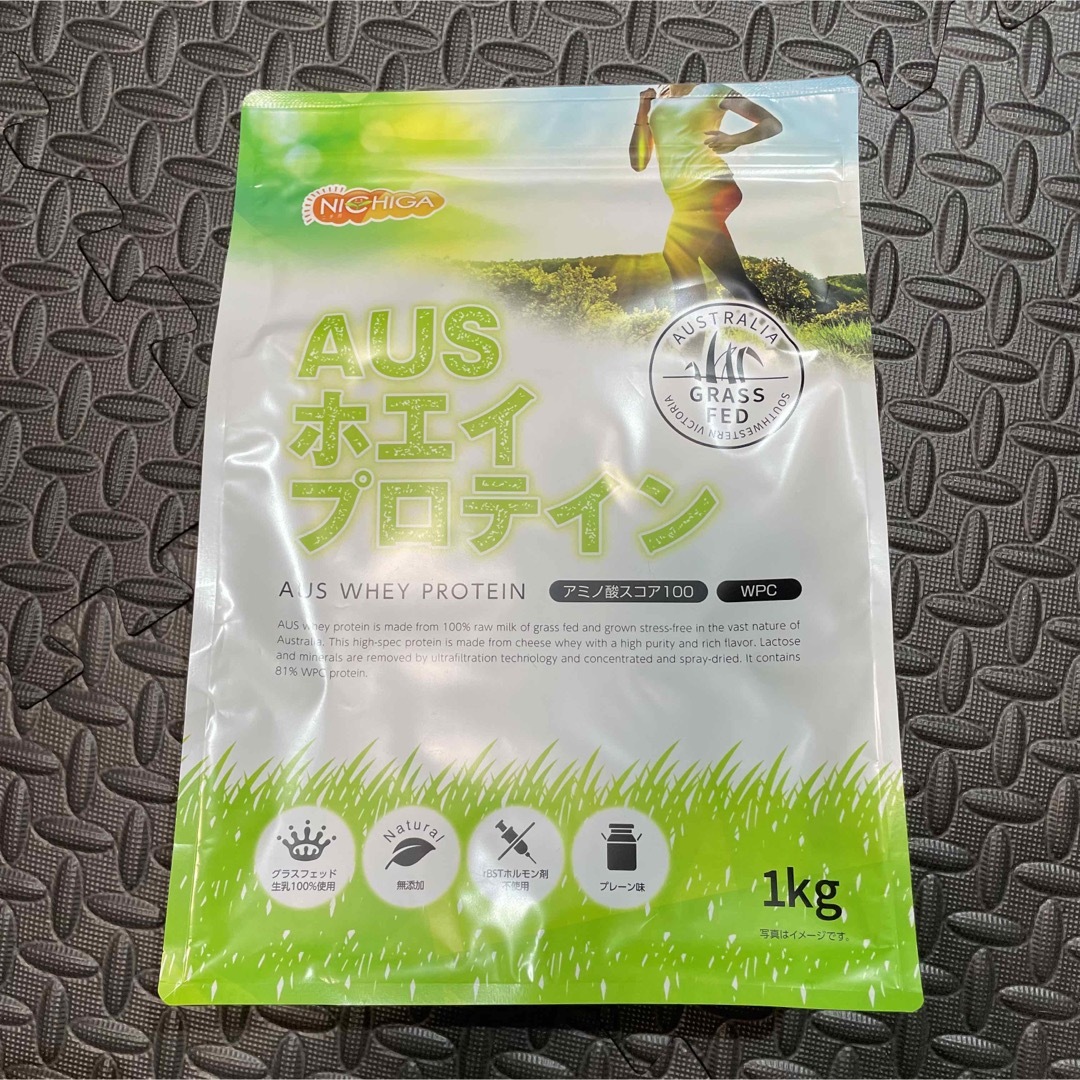 NICHIGA
AUSTRALIA
GRASS
FED
SOUTHWESTERN VICTORIA
AUS
ホエイ
プロテイン
AUS WHEY PROTEIN アミノ酸スコア100 WPC
AUS whey protein is made from 100% raw milk of grass fed and grown stress-free in the vast nature of
Australia. This high-spec protein is made from cheese whey with a high purity and rich flavor. Lactose
and minerals are removed by ultrafiltration technology and concentrated and spray-dried. It contains
81% WPC protein.
グラスフェッド
生乳100%使用
Natural
無添加
rBSTホルモン剤
不使用
プレーン味
1kg
写真はイメージです。